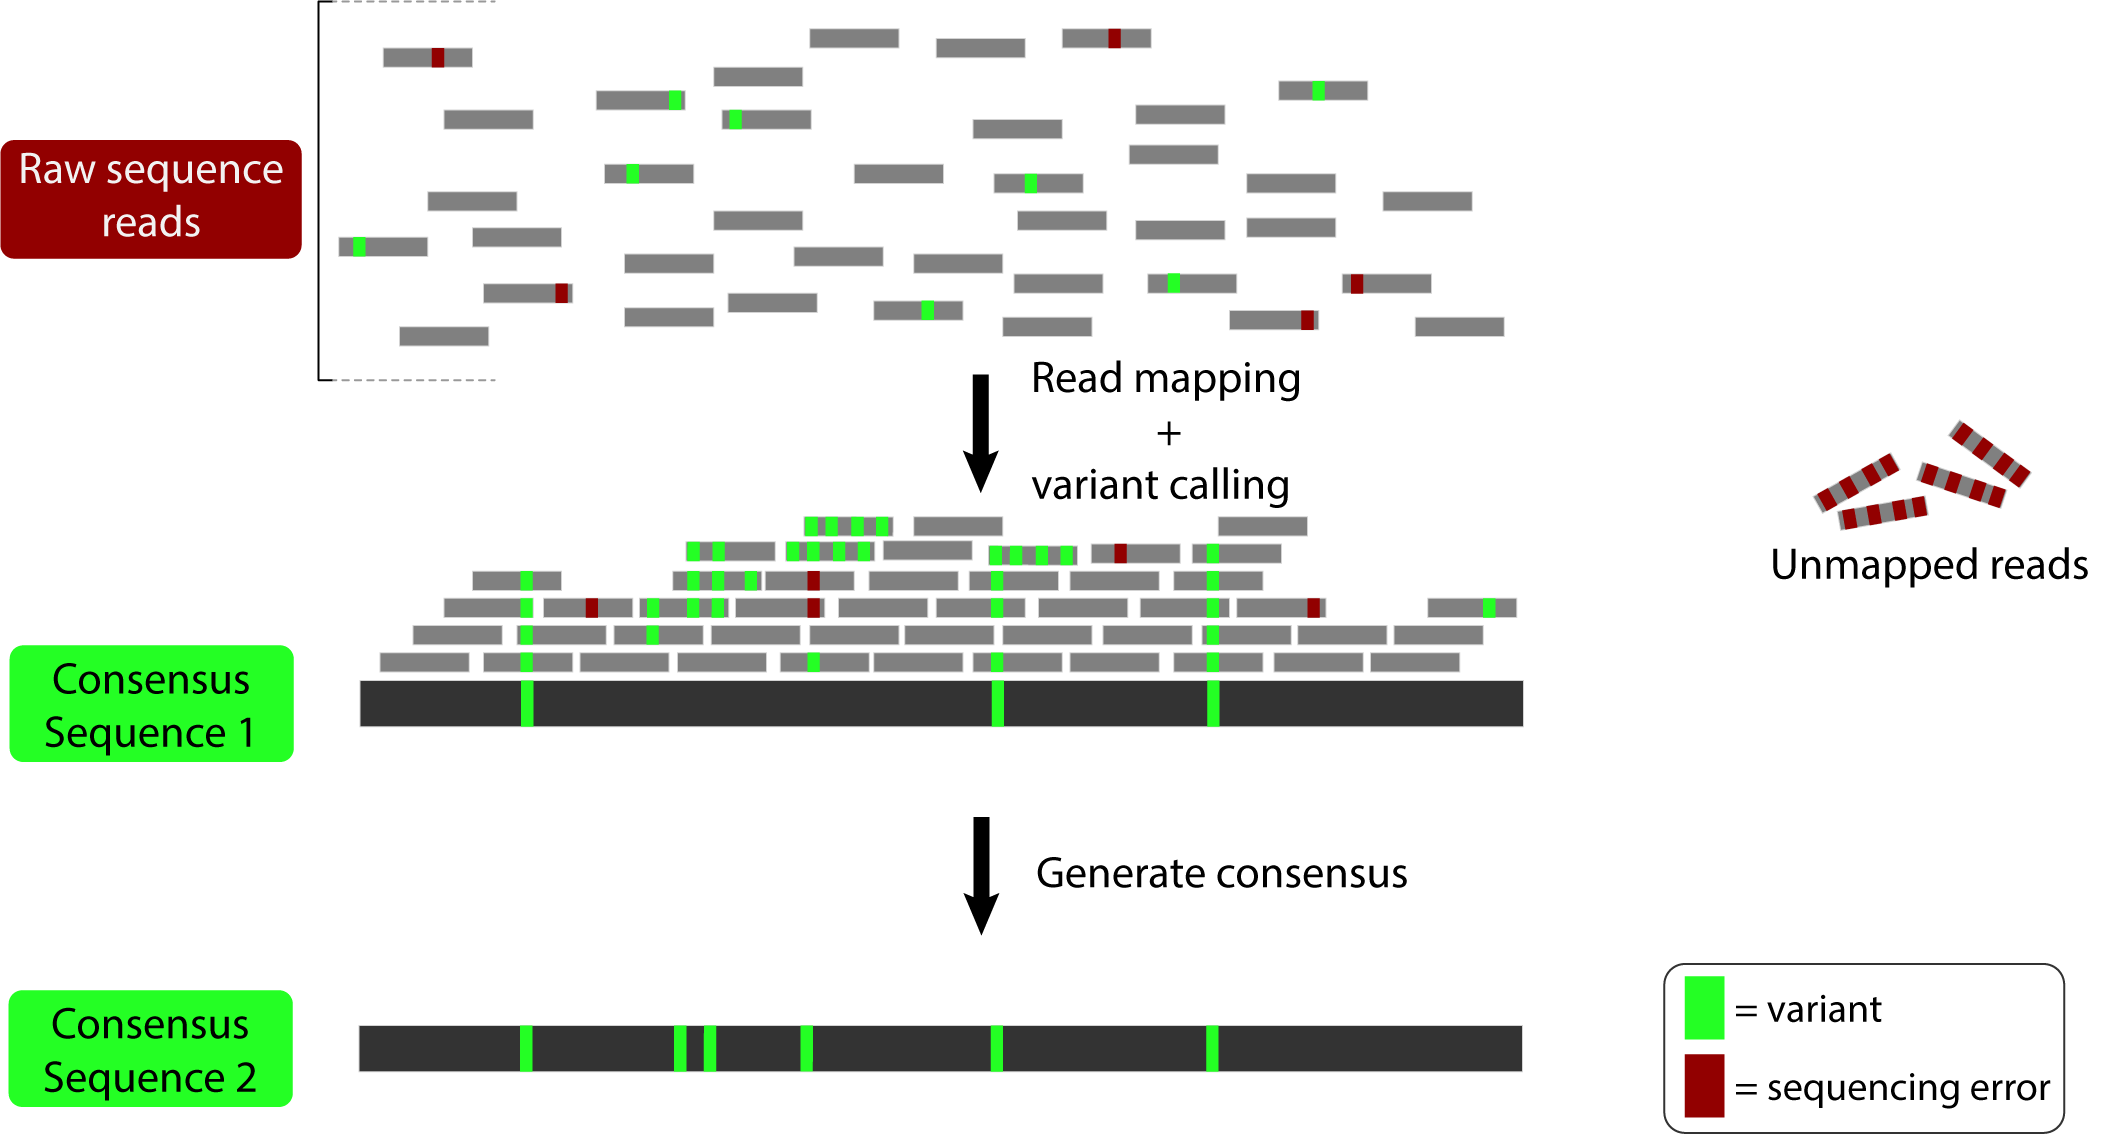 Raw sequence
reads
Read mapping
+
variant calling
Unmapped reads
Consensus
Sequence 1
Generate consensus
Consensus
Sequence 2
= variant
= sequencing error